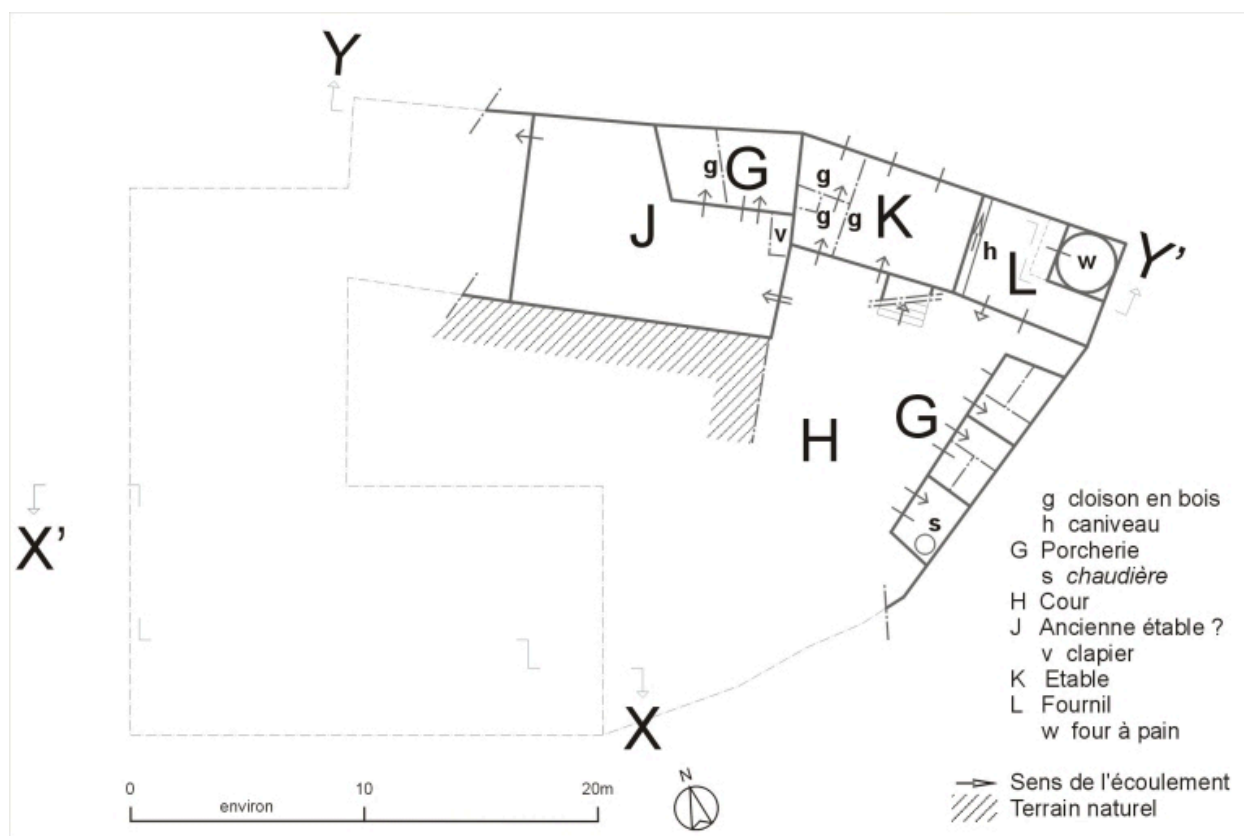 Y
G
g
g
g
g
K
J
v
h
L
w
Y’
G
H
s
X’
X
g cloison en bois
h caniveau
G Porcherie
s chaudière
H Cour
J Ancienne étable ?
v clapier
K Etable
L Fournil
w four à pain
Sens de l'écoulement
Terrain naturel
0 10 20m
environ
N